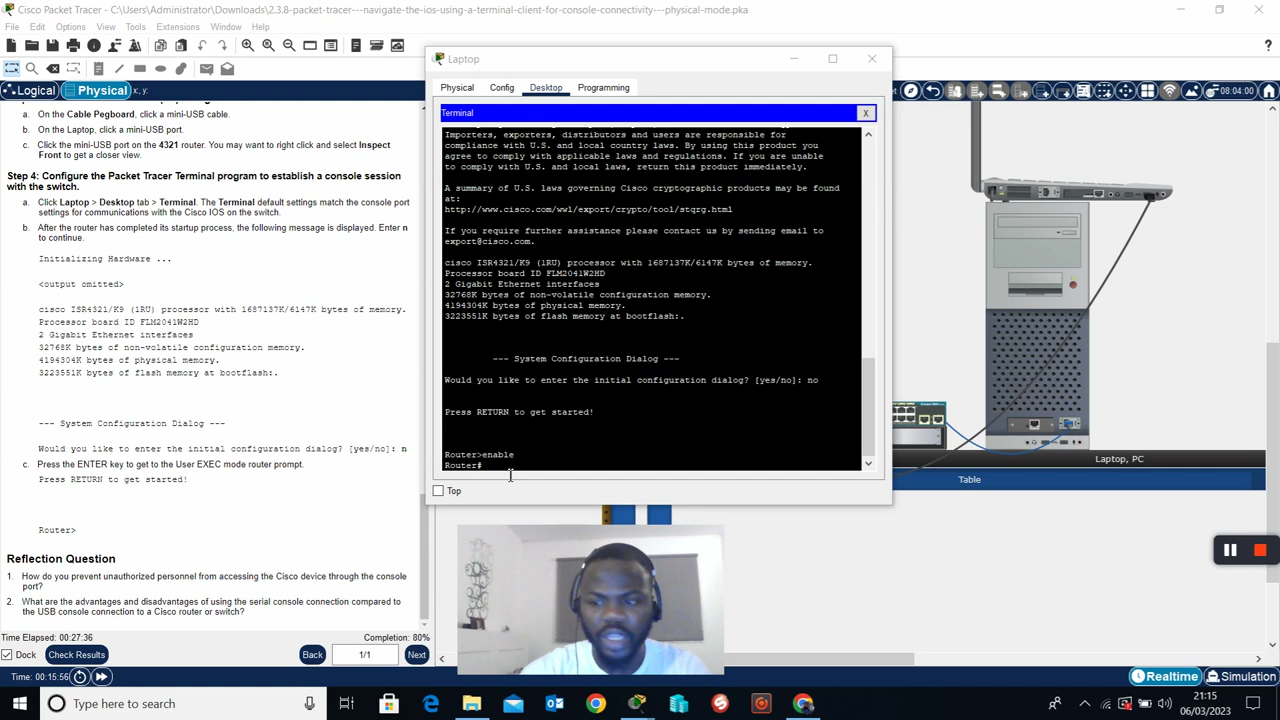 Cisco Packet Tracer - C:\Users\Administrator\Downloads\2.3.8-packet-tracer---navigate-the-ios-using-a-terminal-client-for-console-connectivity---physical-mode.pka
File Edit Options View Tools Extensions Window Help
Logical Physical x, y:
08:04:00
a. On the Cable Pegboard, click a mini-USB cable.
b. On the Laptop, click a mini-USB port.
c. Click the mini-USB port on the 4321 router. You may want to right click and select Inspect
Front to get a closer view.
Step 4: Configure the Packet Tracer Terminal program to establish a console session
with the switch.
a. Click Laptop > Desktop tab > Terminal. The Terminal default settings match the console port
settings for communications with the Cisco IOS on the switch.
b. After the router has completed its startup process, the following message is displayed. Enter n
to continue.
Initializing Hardware ...
<output omitted>
cisco ISR4321/K9 (1RU) processor with 1687137K/6147K bytes of memory.
Processor board ID FLM2041W2HD
2 Gigabit Ethernet interfaces
32768K bytes of non-volatile configuration memory.
4194304K bytes of physical memory.
3223551K bytes of flash memory at bootflash:.
--- System Configuration Dialog ---
Would you like to enter the initial configuration dialog? [yes/no]: n
c. Press the ENTER key to get to the User EXEC mode router prompt.
Press RETURN to get started!
Router>
Reflection Question
1. How do you prevent unauthorized personnel from accessing the Cisco device through the console
port?
2. What are the advantages and disadvantages of using the serial console connection compared to
the USB console connection to a Cisco router or switch?
Time Elapsed: 00:27:36 Completion: 80%
Dock Check Results Back 1/1 Next
Laptop
Physical Config Desktop Programming
Terminal X
Importers, exporters, distributors and users are responsible for
compliance with U.S. and local country laws. By using this product you
agree to comply with applicable laws and regulations. If you are unable
to comply with U.S. and local laws, return this product immediately.
A summary of U.S. laws governing Cisco cryptographic products may be found
at:
http://www.cisco.com/wwl/export/crypto/tool/stqrg.html
If you require further assistance please contact us by sending email to
export@cisco.com.
cisco ISR4321/K9 (1RU) processor with 1687137K/6147K bytes of memory.
Processor board ID FLM2041W2HD
2 Gigabit Ethernet interfaces
32768K bytes of non-volatile configuration memory.
4194304K bytes of physical memory.
3223551K bytes of flash memory at bootflash:.
--- System Configuration Dialog ---
Would you like to enter the initial configuration dialog? [yes/no]: no
Press RETURN to get started!
Router>enable
Router#
Top
Laptop, PC
Table
Time: 00:15:56
Realtime Simulation
Type here to search
21:15
06/03/2023